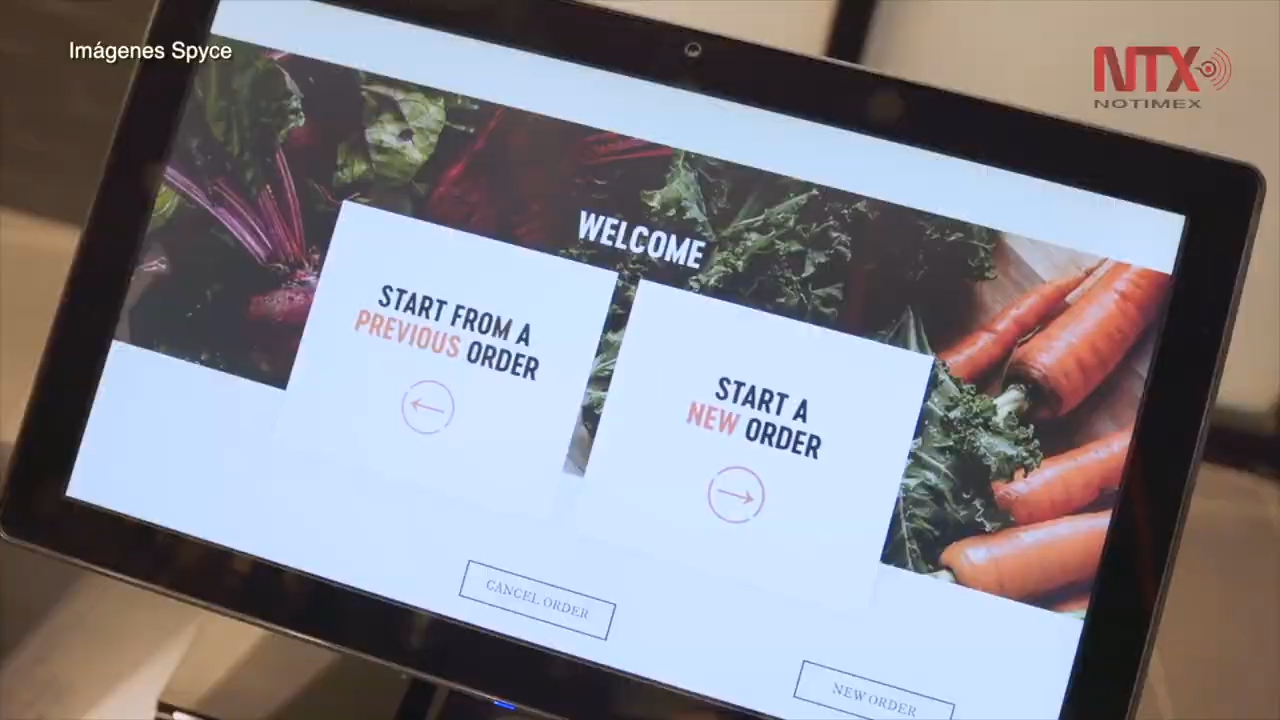 Imágenes Spyce
NTX
NOTIMEX
WELCOME
START FROM A
PREVIOUS ORDER
START A
NEW ORDER
CANCEL ORDER
NEW ORDER